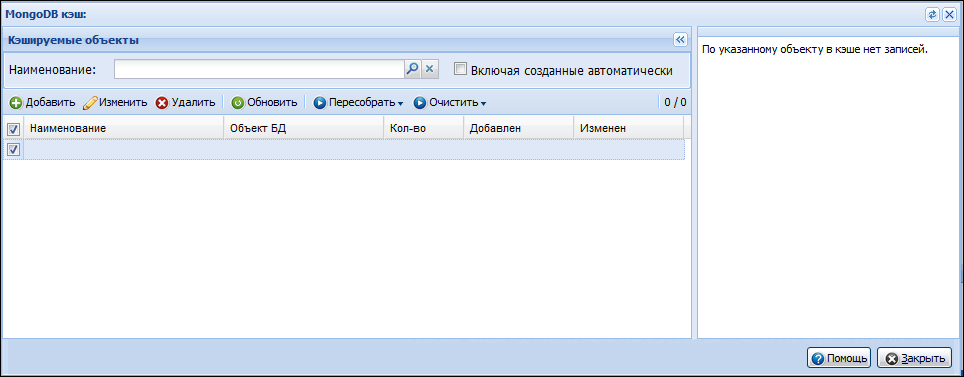 MongoDB кэш:
Кэшируемые объекты
Наименование:
Включая созданные автоматически
Добавить Изменить Удалить Обновить Пересобрать Очистить 0 / 0
Наименование Объект БД Кол-во Добавлен Изменен
По указанному объекту в кэше нет записей.
Помощь Закрыть